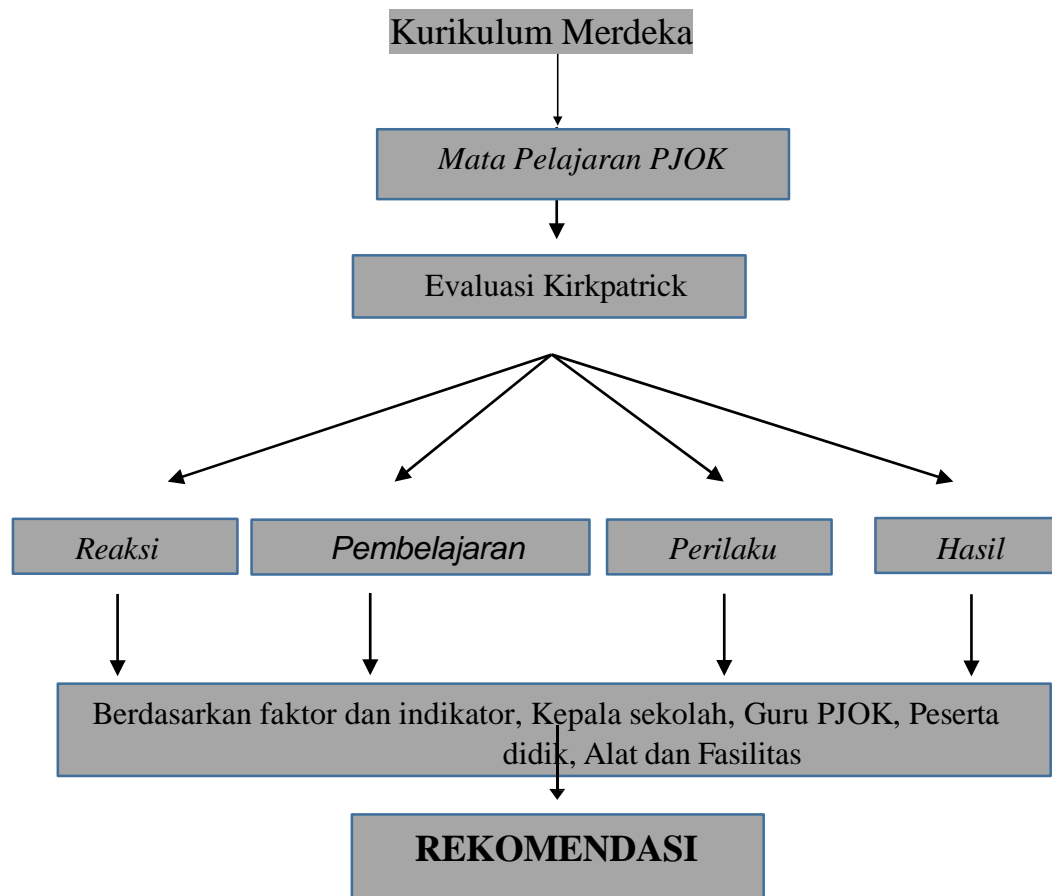 Kurikulum Merdeka
Mata Pelajaran PJOK
Evaluasi Kirkpatrick
Reaksi
Pembelajaran
Perilaku
Hasil
Berdasarkan faktor dan indikator, Kepala sekolah, Guru PJOK, Peserta
didik, Alat dan Fasilitas
REKOMENDASI